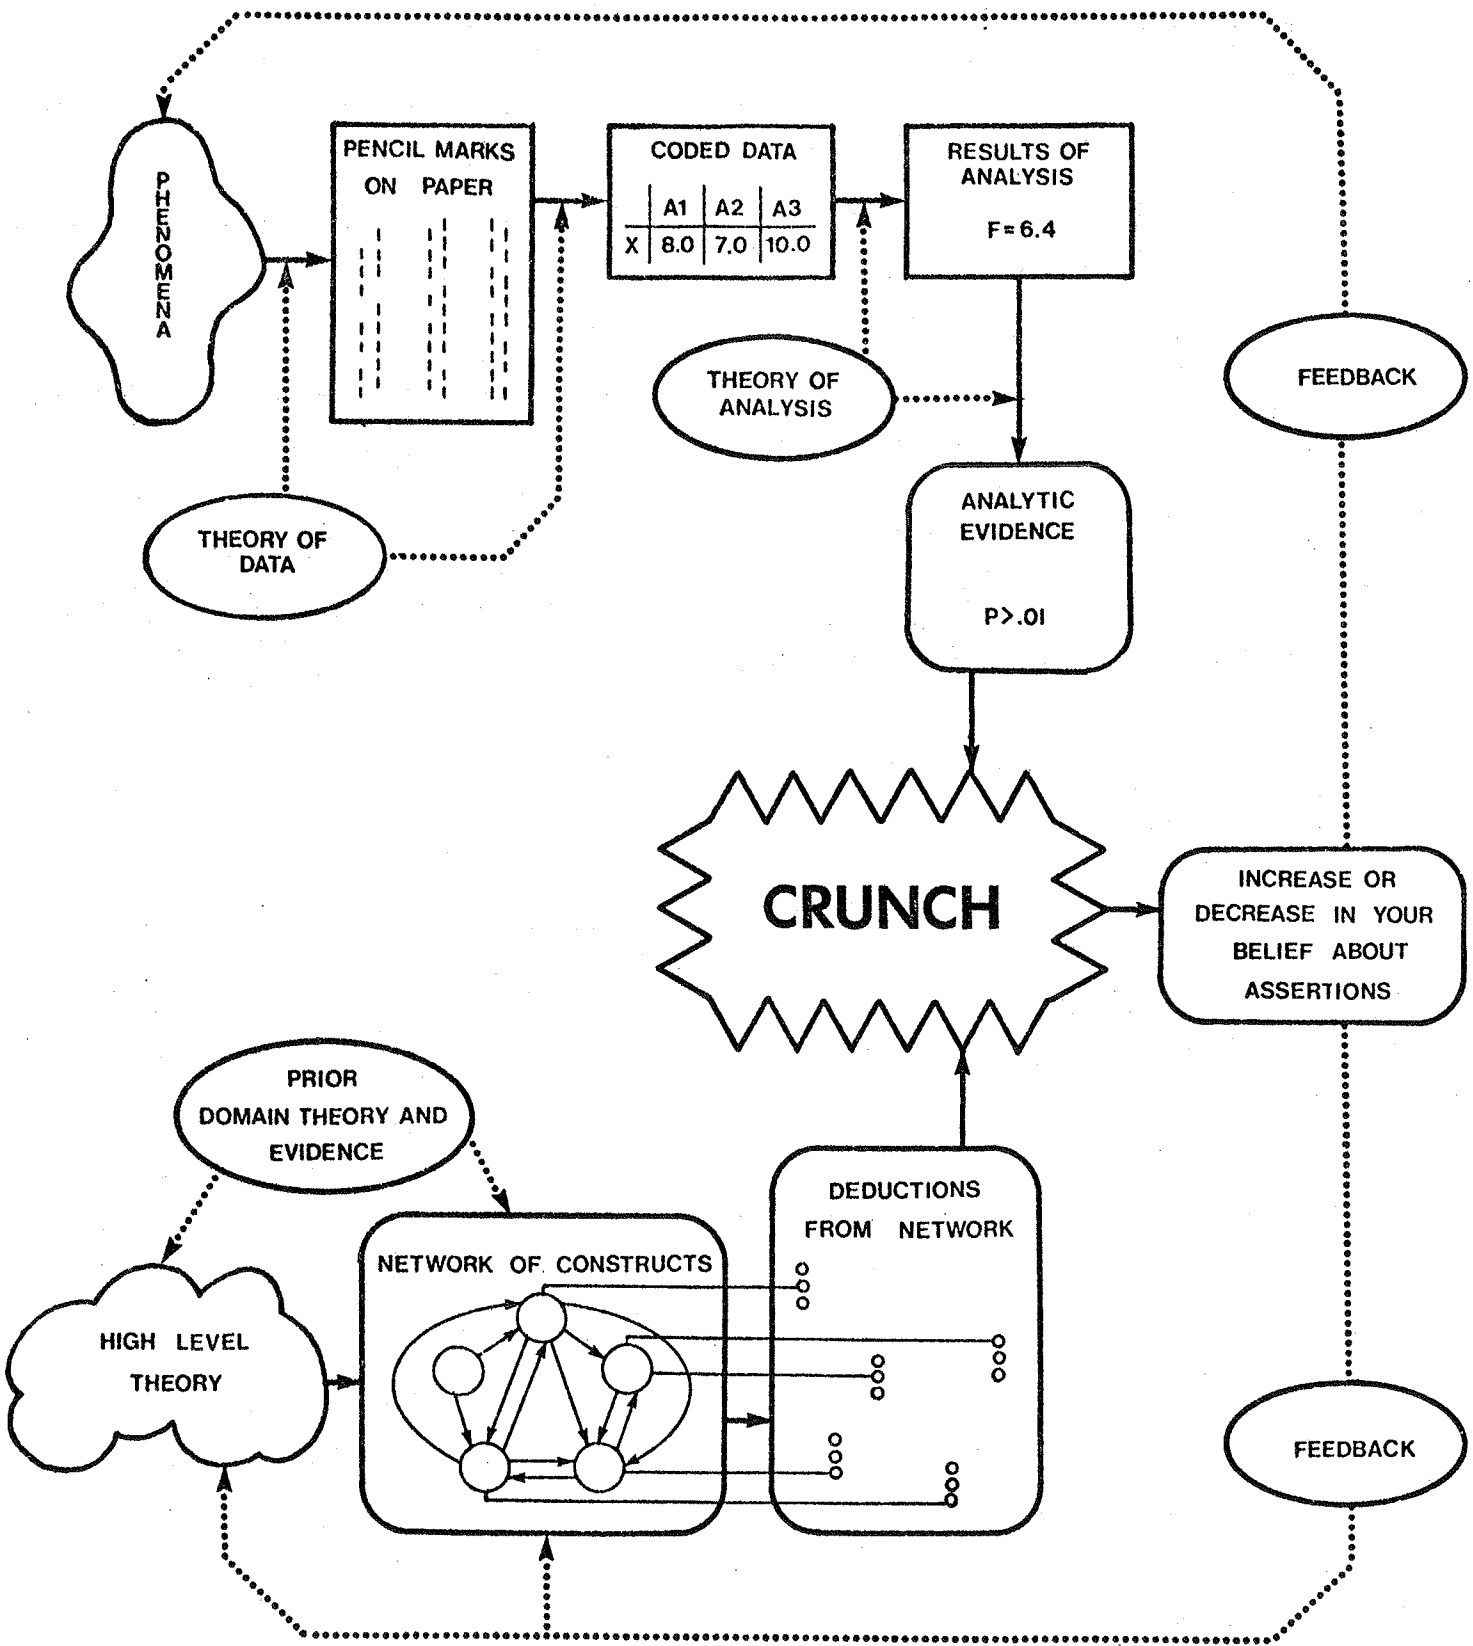 PHENOMENA
PENCIL MARKS
ON PAPER
CODED DATA
A1 A2 A3
X 8.0 7.0 10.0
RESULTS OF
ANALYSIS
F=6.4
THEORY OF
DATA
THEORY OF
ANALYSIS
FEEDBACK
ANALYTIC
EVIDENCE
P>.01
CRUNCH
INCREASE OR
DECREASE IN YOUR
BELIEF ABOUT
ASSERTIONS
PRIOR
DOMAIN THEORY AND
EVIDENCE
HIGH LEVEL
THEORY
NETWORK OF CONSTRUCTS
DEDUCTIONS
FROM NETWORK
FEEDBACK